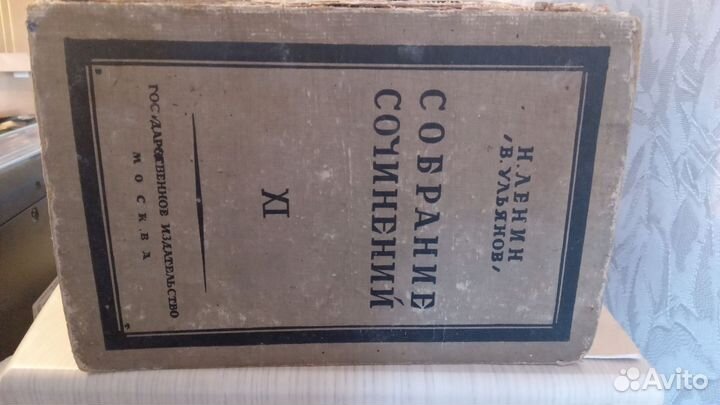 Н. ЛЕНИН
/В. УЛЬЯНОВ/
СОБРАНИЕ
СОЧИНЕНИЙ
XI
ГОСУДАРСТВЕННОЕ ИЗДАТЕЛЬСТВО
МОСКВА
Avito